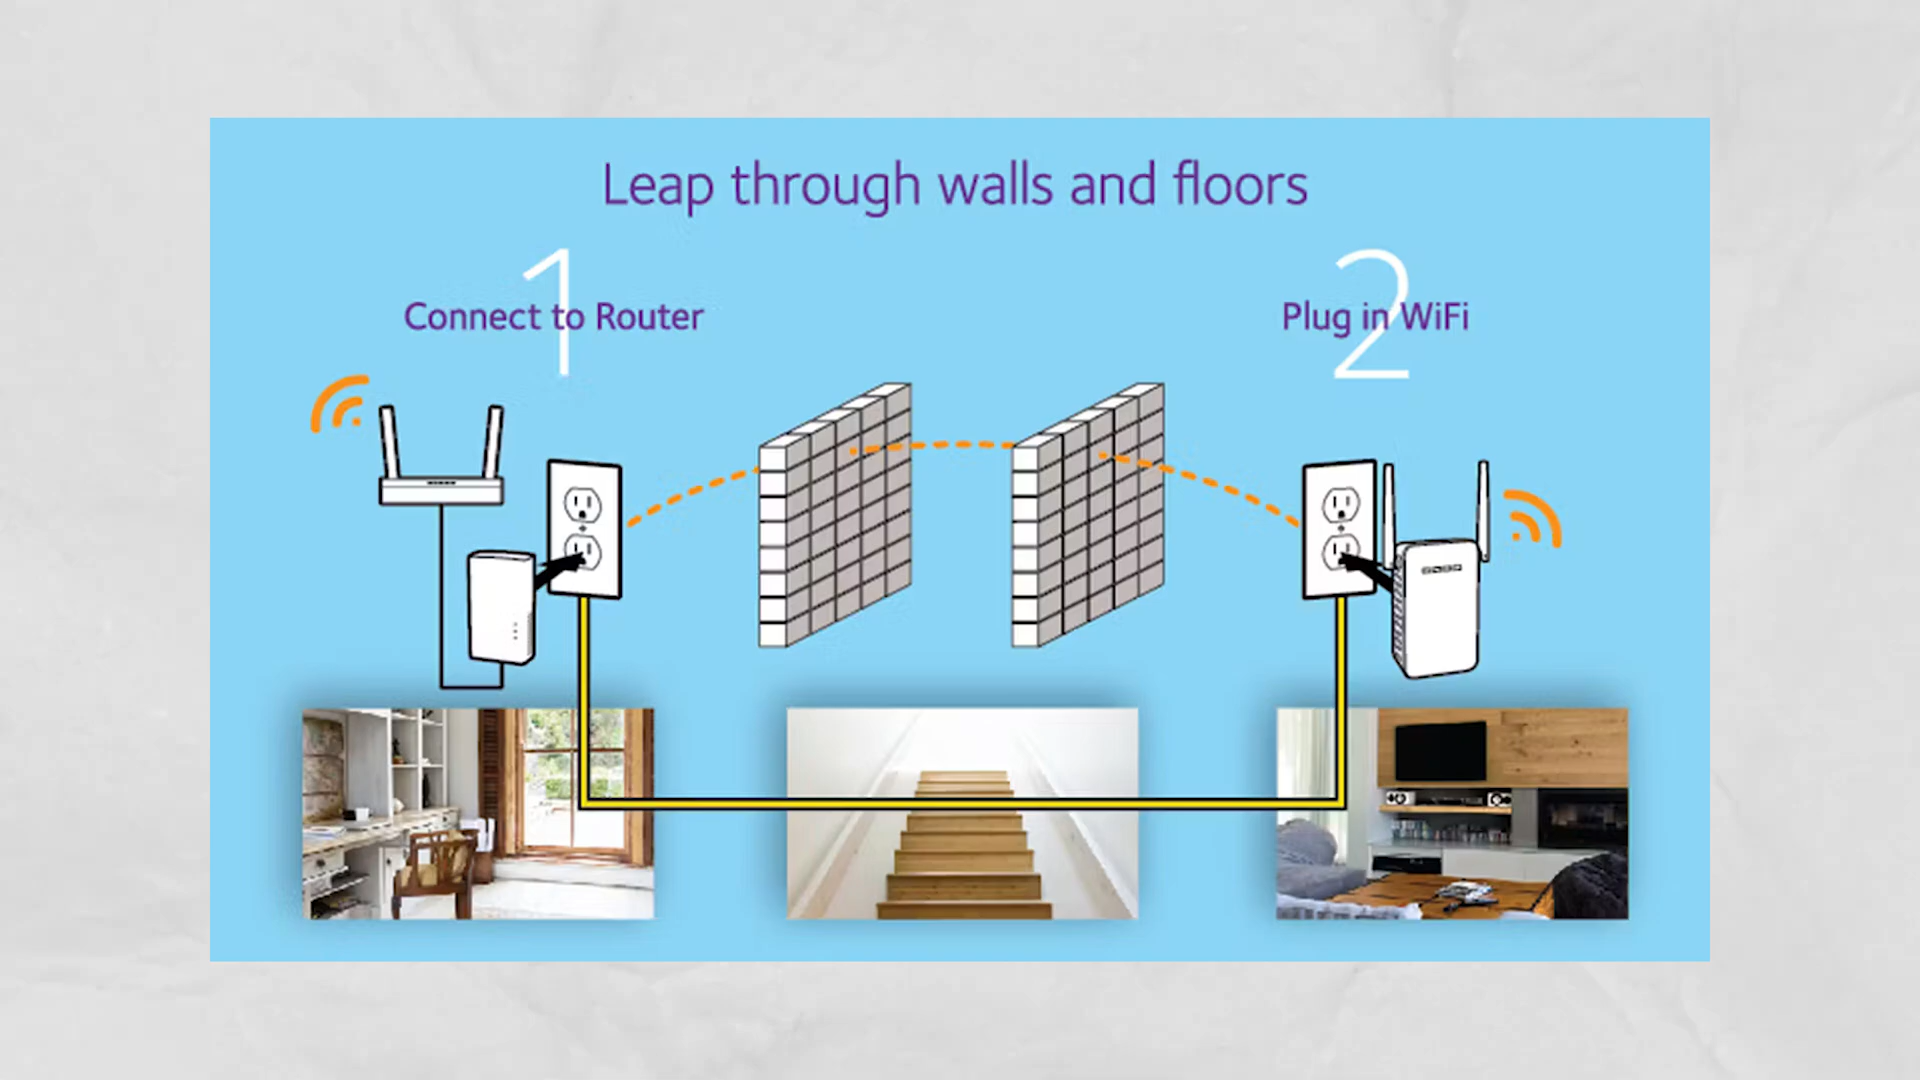 Leap through walls and floors
1
Connect to Router
2
Plug in WiFi